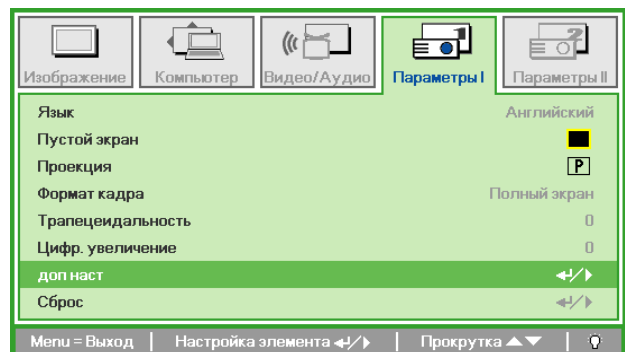 Изображение Компьютер Видео/Аудио Параметры I Параметры II
Язык Английский
Пустой экран
Проекция P
Формат кадра Полный экран
Трапецеидальность 0
Цифр. увеличение 0
доп наст
Сброс
Menu = Выход Настройка элемента Прокрутка